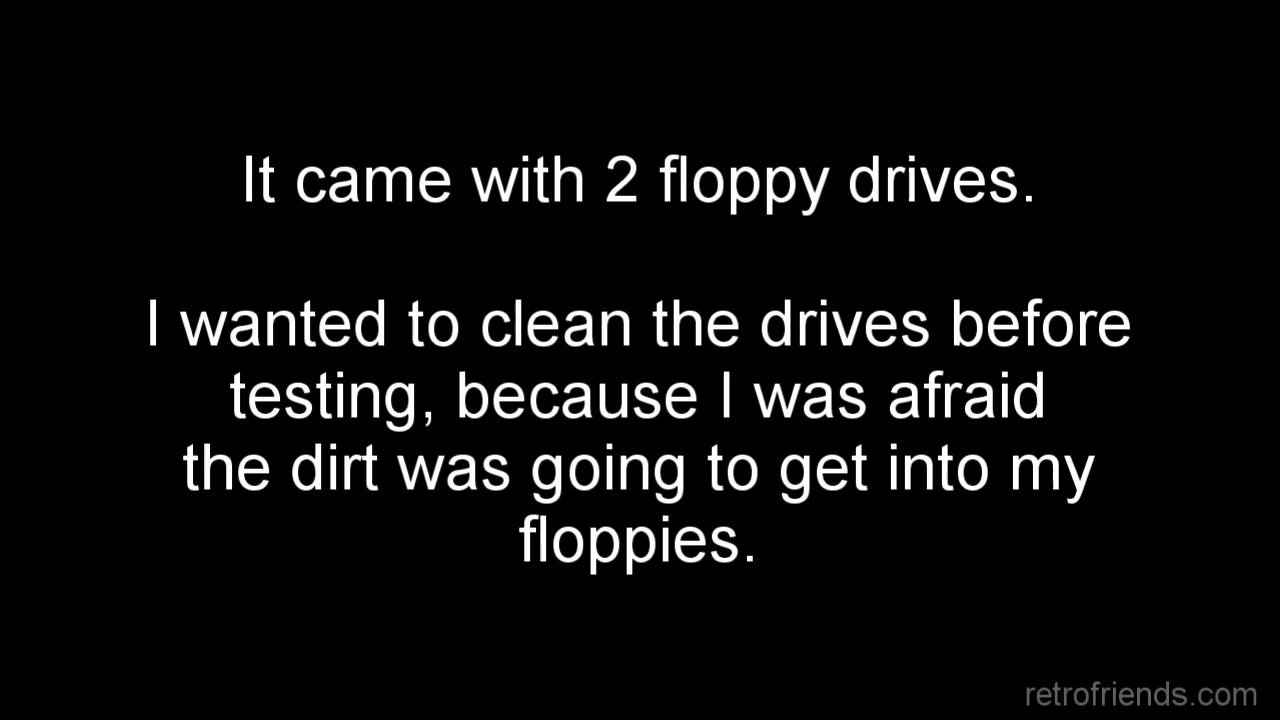 It came with 2 floppy drives.
I wanted to clean the drives before
testing, because I was afraid
the dirt was going to get into my
floppies.
retrofriends.com